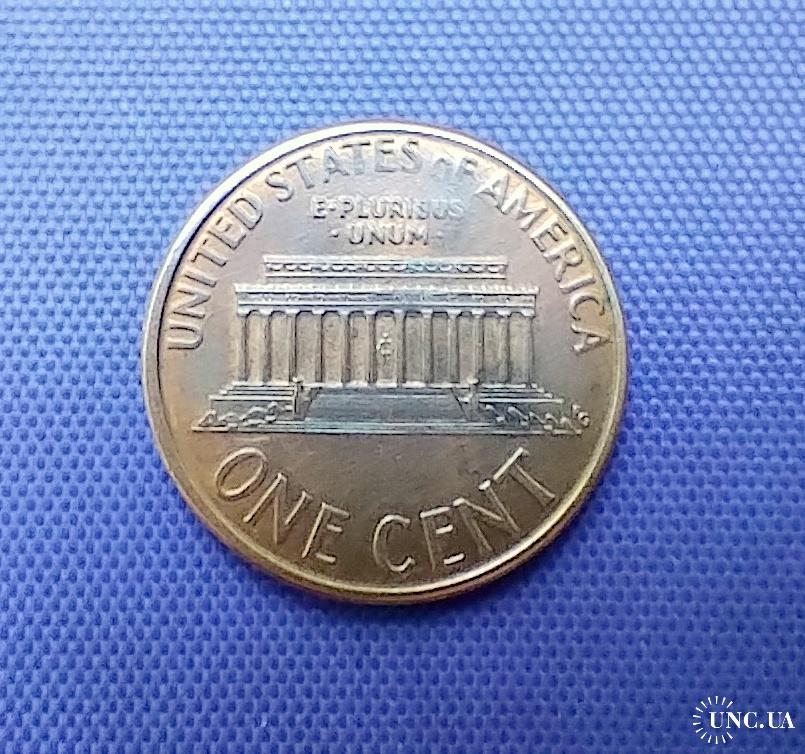 UNITED STATES OF AMERICA
E·PLURIBUS
·UNUM·
ONE CENT
UNC.UA